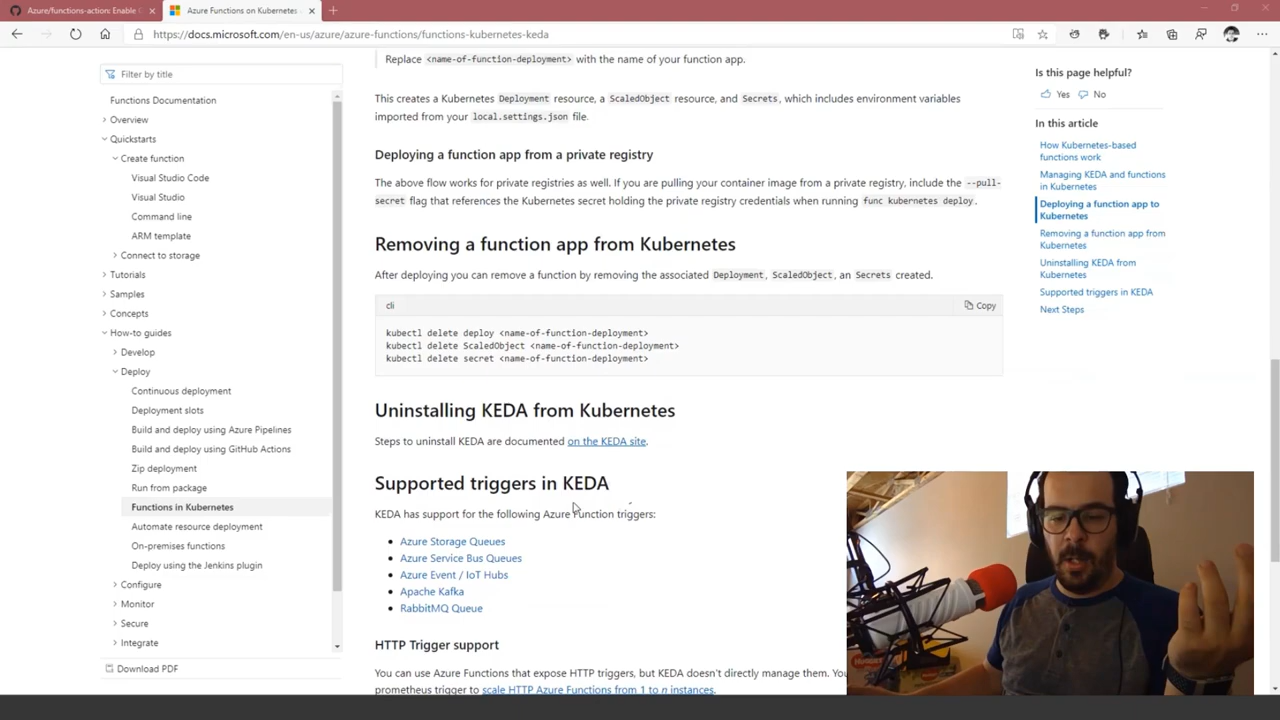 Azure/functions-action: Enable
Azure Functions on Kubernetes
https://docs.microsoft.com/en-us/azure/azure-functions/functions-kubernetes-keda
Filter by title
Functions Documentation
Overview
Quickstarts
Create function
Visual Studio Code
Visual Studio
Command line
ARM template
Connect to storage
Tutorials
Samples
Concepts
How-to guides
Develop
Deploy
Continuous deployment
Deployment slots
Build and deploy using Azure Pipelines
Build and deploy using GitHub Actions
Zip deployment
Run from package
Functions in Kubernetes
Automate resource deployment
On-premises functions
Deploy using the Jenkins plugin
Configure
Monitor
Secure
Integrate
Download PDF
Replace <name-of-function-deployment> with the name of your function app.
This creates a Kubernetes Deployment resource, a ScaledObject resource, and Secrets, which includes environment variables
imported from your local.settings.json file.
Deploying a function app from a private registry
The above flow works for private registries as well. If you are pulling your container image from a private registry, include the --pull-
secret flag that references the Kubernetes secret holding the private registry credentials when running func kubernetes deploy.
Removing a function app from Kubernetes
After deploying you can remove a function by removing the associated Deployment, ScaledObject, an Secrets created.
cli
Copy
kubectl delete deploy <name-of-function-deployment>
kubectl delete ScaledObject <name-of-function-deployment>
kubectl delete secret <name-of-function-deployment>
Uninstalling KEDA from Kubernetes
Steps to uninstall KEDA are documented on the KEDA site.
Supported triggers in KEDA
KEDA has support for the following Azure Function triggers:
Azure Storage Queues
Azure Service Bus Queues
Azure Event / IoT Hubs
Apache Kafka
RabbitMQ Queue
HTTP Trigger support
You can use Azure Functions that expose HTTP triggers, but KEDA doesn't directly manage them. You
prometheus trigger to scale HTTP Azure Functions from 1 to n instances.
Is this page helpful?
Yes
No
In this article
How Kubernetes-based
functions work
Managing KEDA and functions
in Kubernetes
Deploying a function app to
Kubernetes
Removing a function app from
Kubernetes
Uninstalling KEDA from
Kubernetes
Supported triggers in KEDA
Next Steps